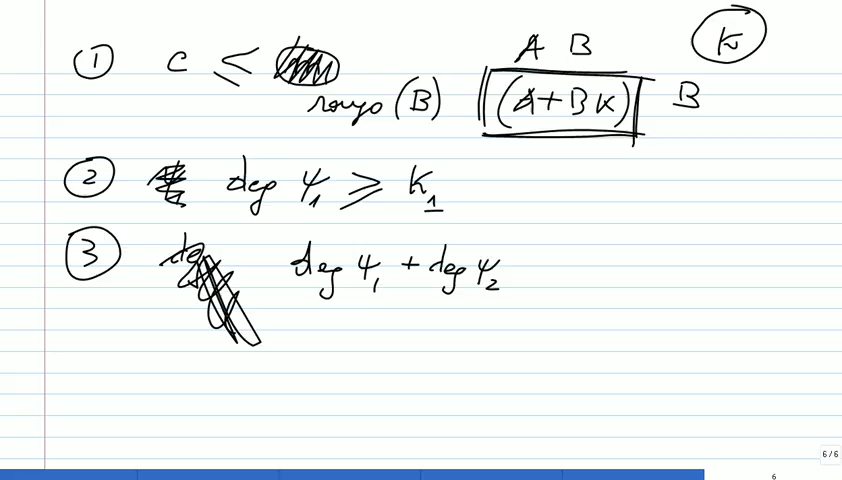 ① c ≤ rango (B) A B (A+BK) B K
② deg ψ₁ ≥ K₁
③ deg ψ₁ + deg ψ₂
6/6
6